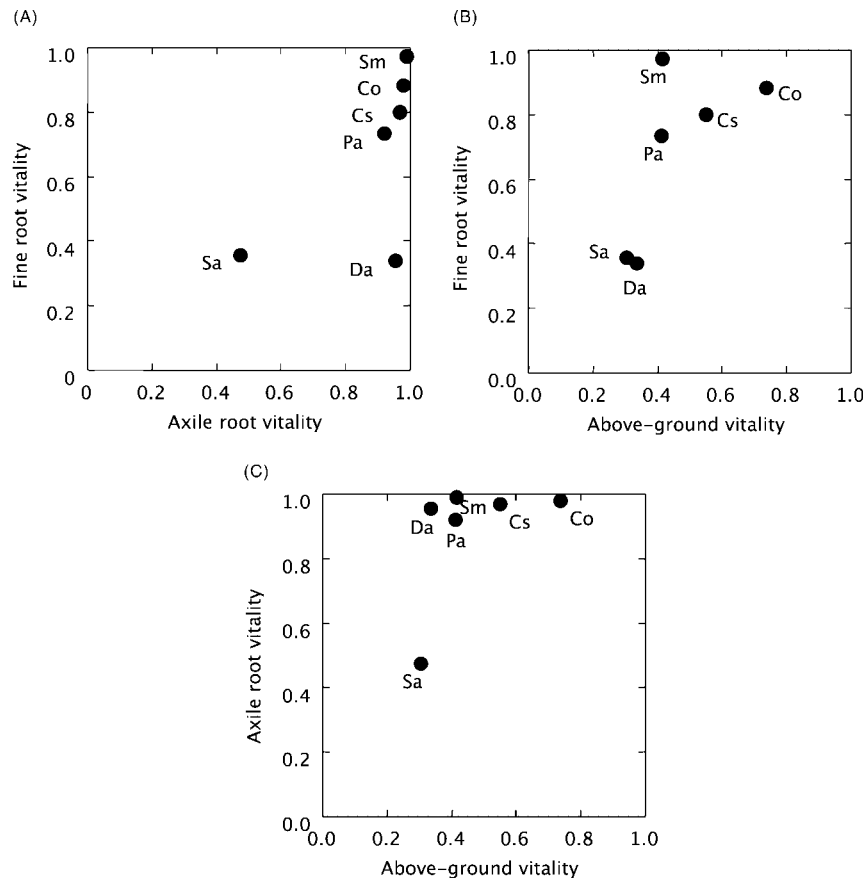 (A)
1.0
0.8
0.6
0.4
0.2
0
Fine root vitality
Sm
Co
Cs
Pa
Sa
Da
0 0.2 0.4 0.6 0.8 1.0
Axile root vitality
(B)
1.0
0.8
0.6
0.4
0.2
0.0
Fine root vitality
Sm
Co
Cs
Pa
Sa
Da
0.0 0.2 0.4 0.6 0.8 1.0
Above-ground vitality
(C)
1.0
0.8
0.6
0.4
0.2
0.0
Axile root vitality
Sm
Da
Pa
Cs
Co
Sa
0.0 0.2 0.4 0.6 0.8 1.0
Above-ground vitality